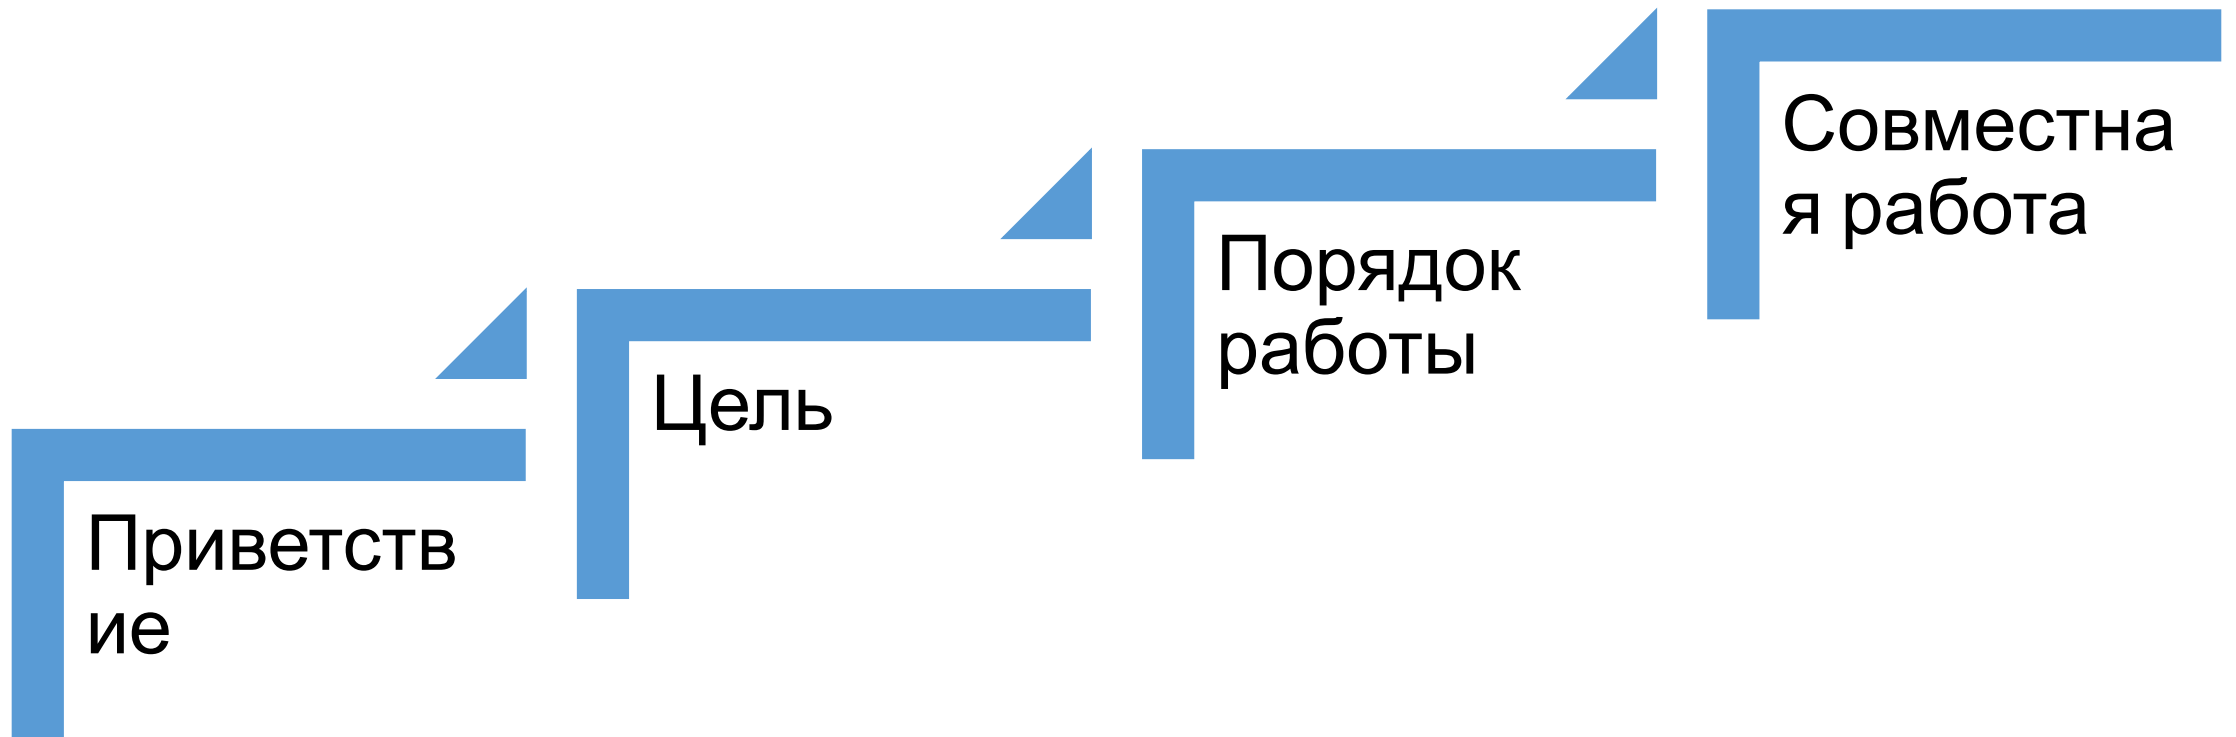 Приветств
ие
Цель
Порядок
работы
Совместна
я работа